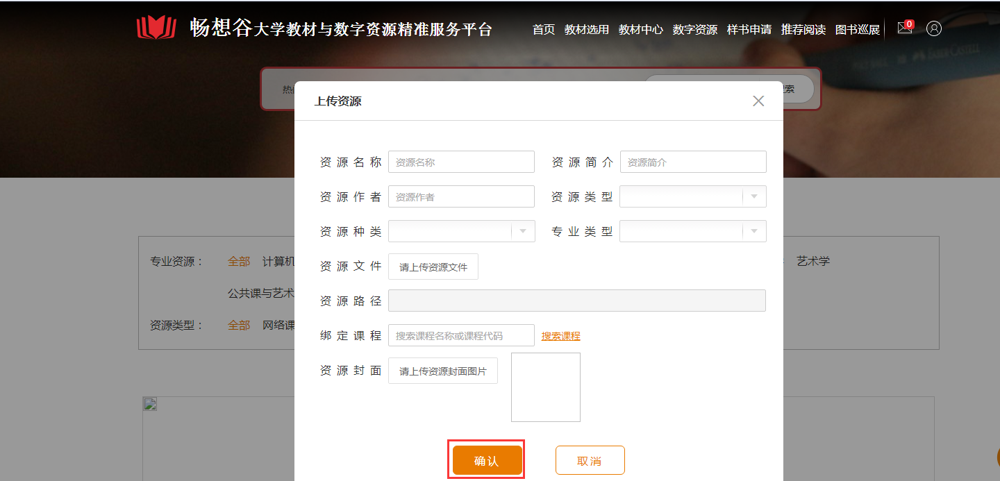 畅想谷大学教材与数字资源精准服务平台
首页 教材选用 教材中心 数字资源 样书申请 推荐阅读 图书巡展 0
上传资源
资源名称 资源名称 资源简介 资源简介
资源作者 资源作者 资源类型
资源种类 专业类型
专业资源： 全部 计算机 艺术学
资源文件 请上传资源文件
公共课与艺术
资源路径
资源类型： 全部 网络课
绑定课程 搜索课程名称或课程代码 搜索课程
资源封面 请上传资源封面图片
确认 取消